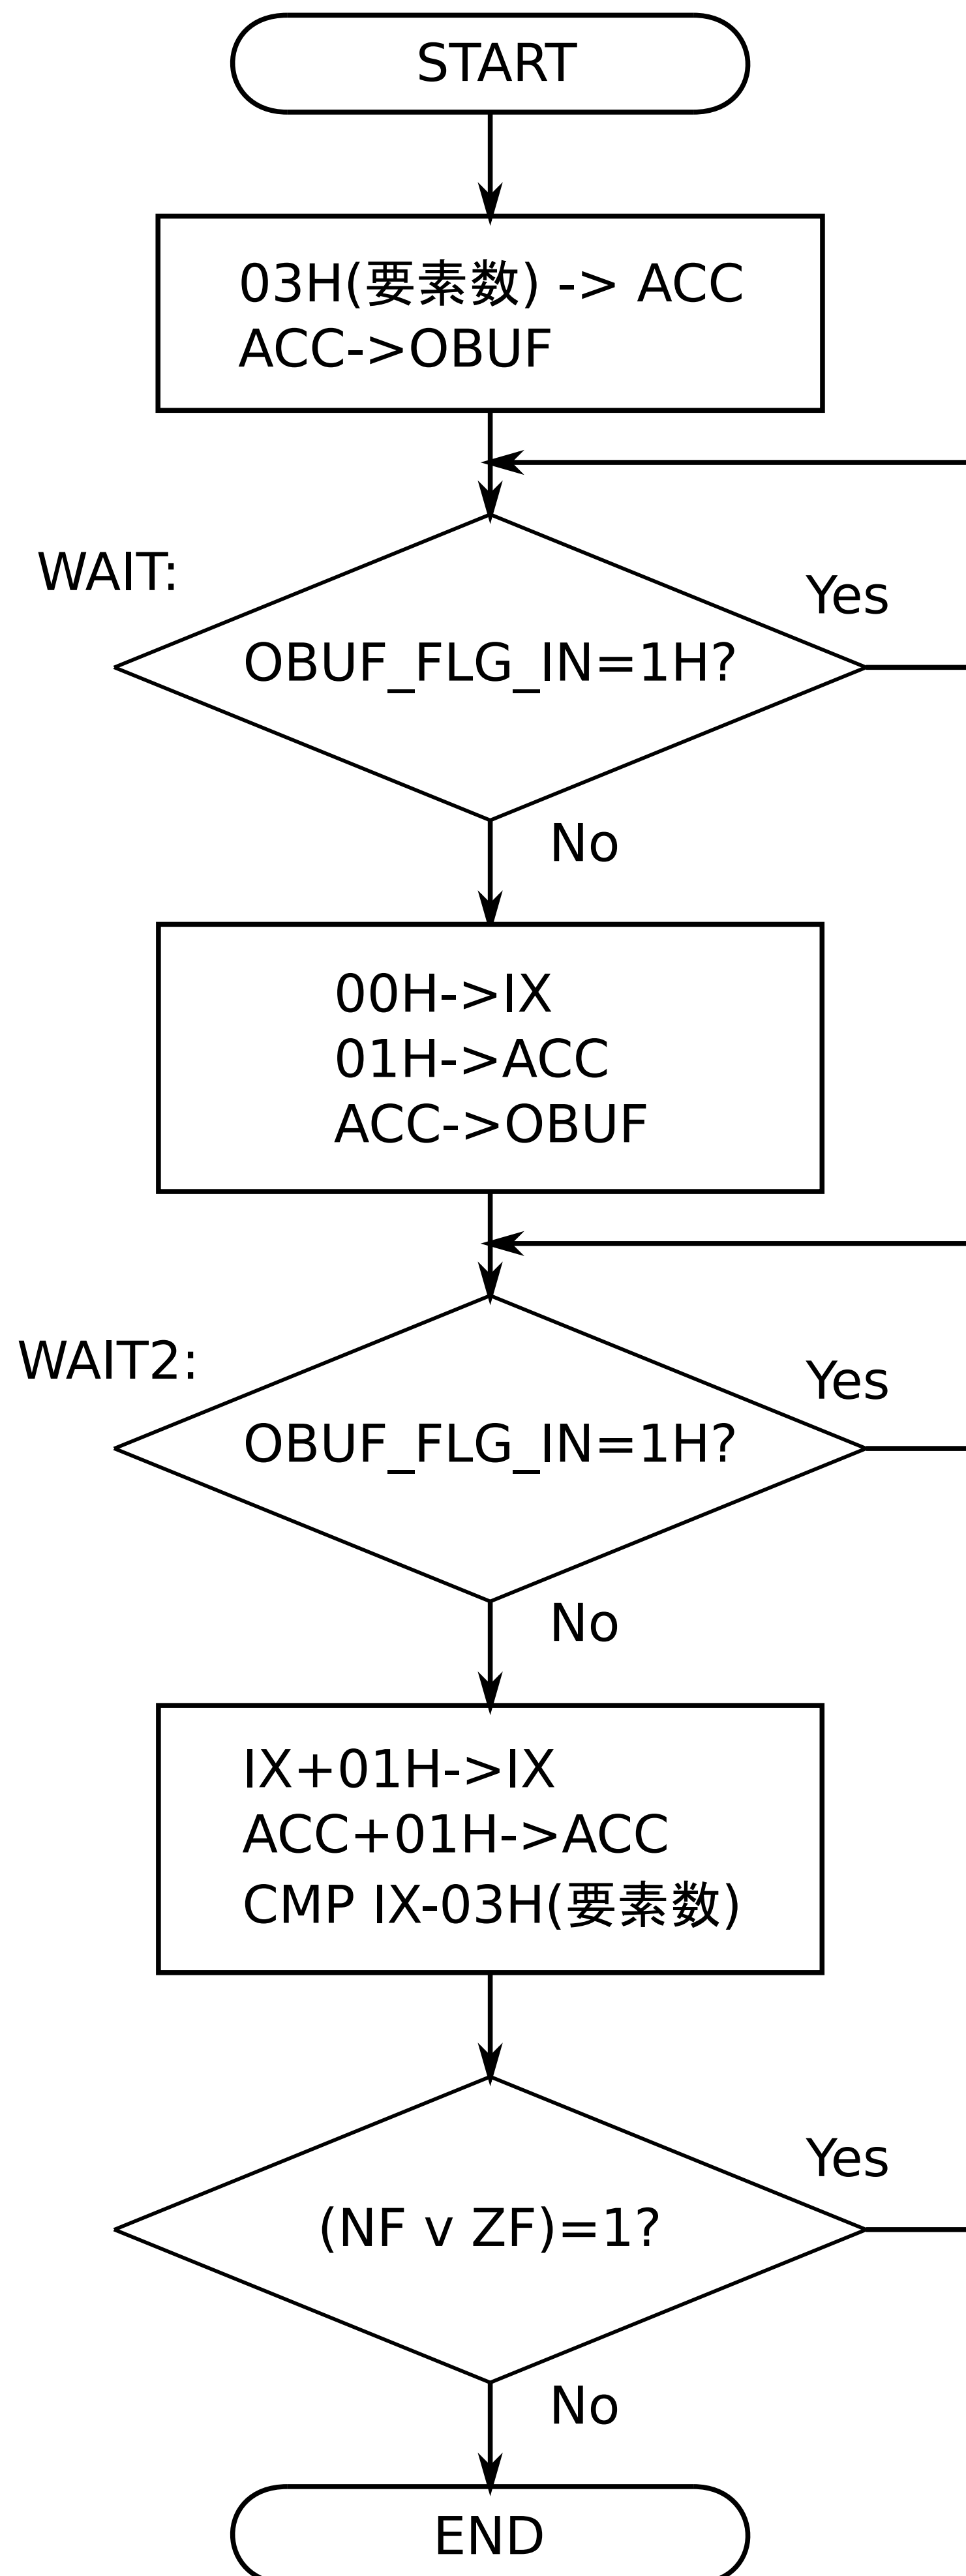 START
03H(要素数) -> ACC
ACC->OBUF
WAIT:
Yes
OBUF_FLG_IN=1H?
No
00H->IX
01H->ACC
ACC->OBUF
WAIT2:
Yes
OBUF_FLG_IN=1H?
No
IX+01H->IX
ACC+01H->ACC
CMP IX-03H(要素数)
Yes
(NF v ZF)=1?
No
END